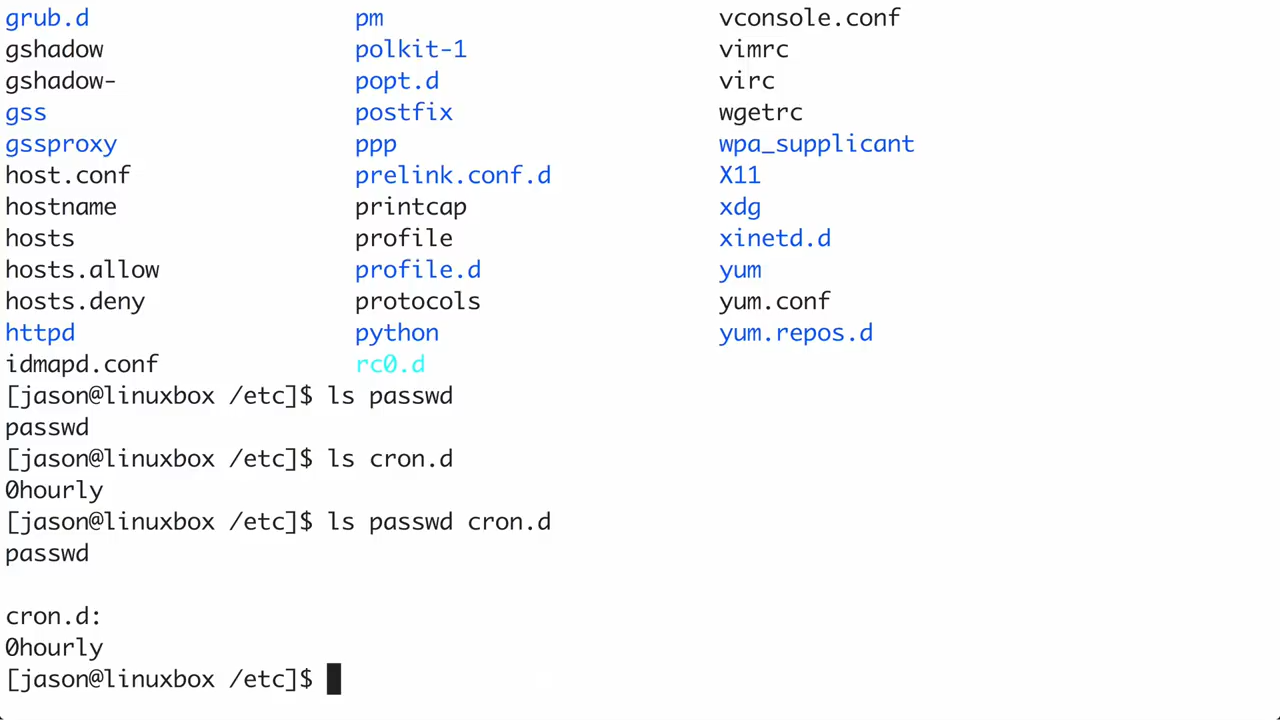 grub.d pm vconsole.conf
gshadow polkit-1 vimrc
gshadow- popt.d virc
gss postfix wgetrc
gssproxy ppp wpa_supplicant
host.conf prelink.conf.d X11
hostname printcap xdg
hosts profile xinetd.d
hosts.allow profile.d yum
hosts.deny protocols yum.conf
httpd python yum.repos.d
idmapd.conf rc0.d
[jason@linuxbox /etc]$ ls passwd
passwd
[jason@linuxbox /etc]$ ls cron.d
0hourly
[jason@linuxbox /etc]$ ls passwd cron.d
passwd
cron.d:
0hourly
[jason@linuxbox /etc]$